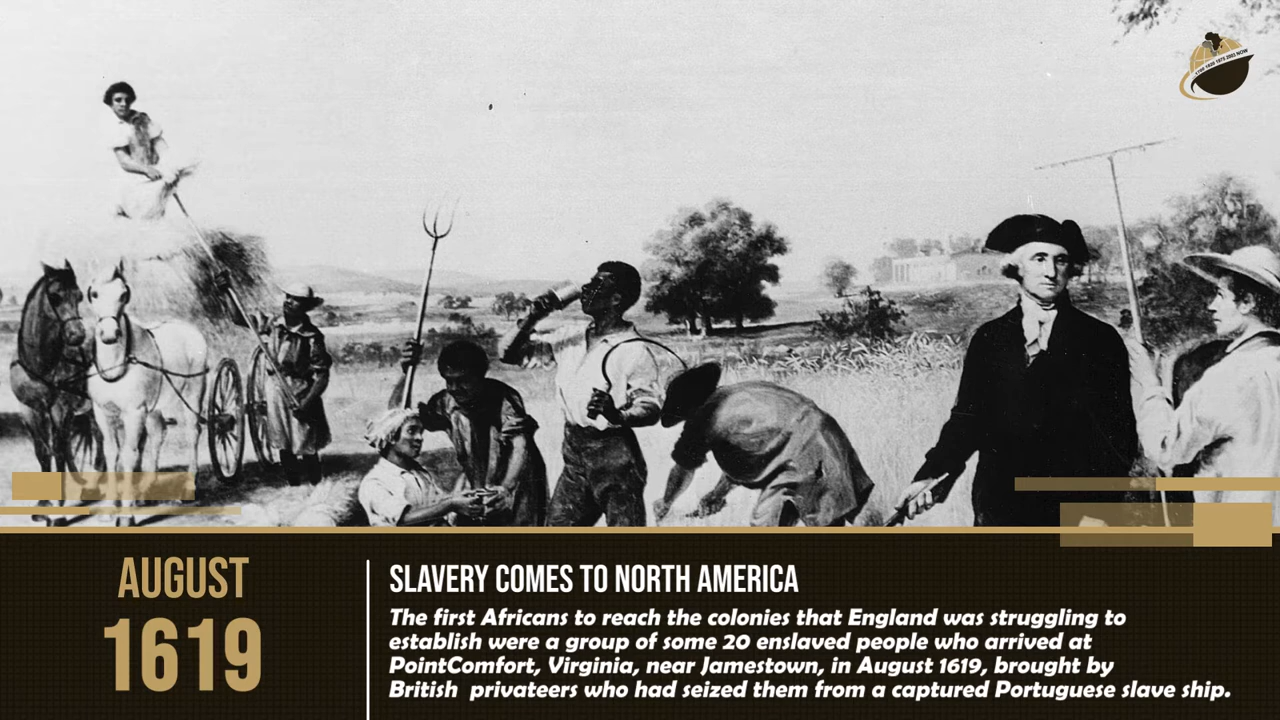 AUGUST
1619
SLAVERY COMES TO NORTH AMERICA
The first Africans to reach the colonies that England was struggling to
establish were a group of some 20 enslaved people who arrived at
PointComfort, Virginia, near Jamestown, in August 1619, brought by
British privateers who had seized them from a captured Portuguese slave ship.